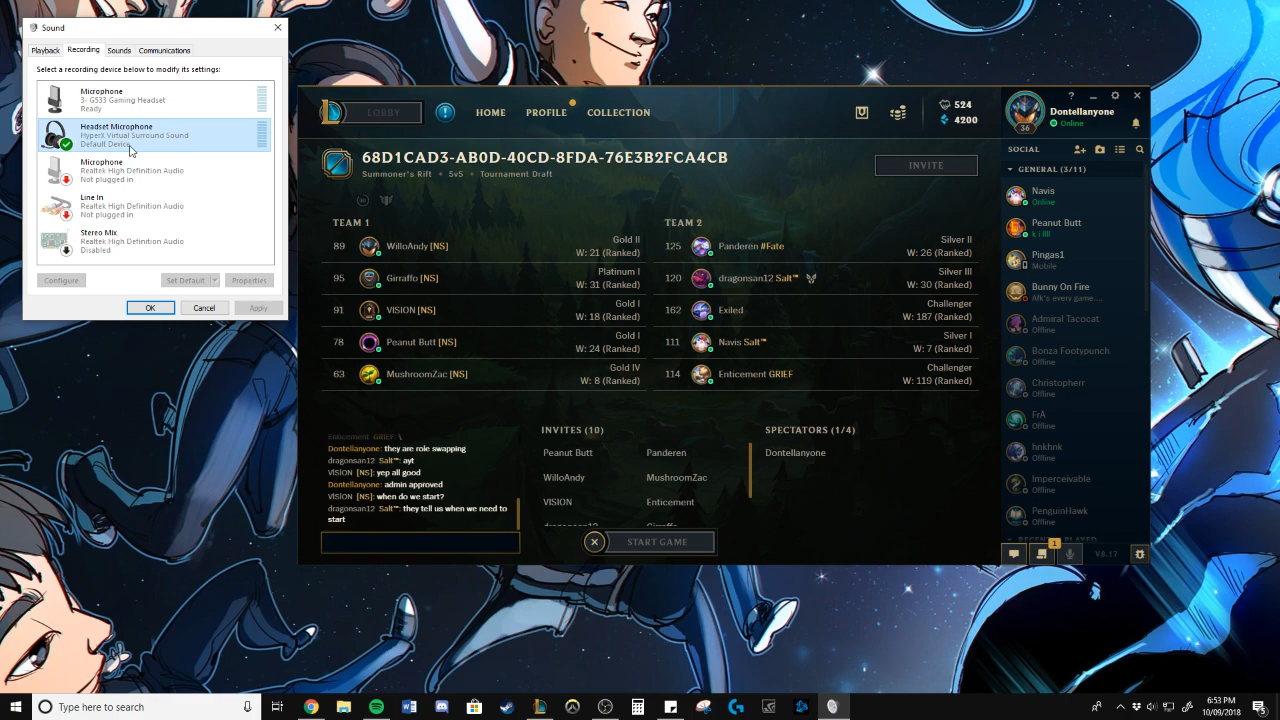 Sound
Playback Recording Sounds Communications
Select a recording device below to modify its settings:
Microphone
3- G533 Gaming Headset
Ready
Headset Microphone
HyperX Virtual Surround Sound
Default Device
Microphone
Realtek High Definition Audio
Not plugged in
Line In
Realtek High Definition Audio
Not plugged in
Stereo Mix
Realtek High Definition Audio
Disabled
Configure Set Default Properties
OK Cancel Apply
LOBBY HOME PROFILE COLLECTION 524
4200
68D1CAD3-AB0D-40CD-8FDA-76E3B2FCA4CB
Summoner's Rift · 5v5 · Tournament Draft
INVITE
TEAM 1
89 WilloAndy [NS] Gold II
W: 21 (Ranked)
95 Girraffo [NS] Platinum I
W: 31 (Ranked)
91 VISION [NS] Gold I
W: 18 (Ranked)
78 Peanut Butt [NS] Gold I
W: 24 (Ranked)
63 MushroomZac [NS] Gold IV
W: 8 (Ranked)
TEAM 2
125 Panderen #Fate Silver II
W: 26 (Ranked)
120 dragonsan12 Salt™ Silver III
W: 30 (Ranked)
162 Exiled Challenger
W: 187 (Ranked)
111 Navis Salt™ Silver I
W: 7 (Ranked)
114 Enticement GRIEF Challenger
W: 119 (Ranked)
Enticement GRIEF: \
Dontellanyone: they are role swapping
dragonsan12 Salt™: ayt
VISION [NS]: yep all good
Dontellanyone: admin approved
VISION [NS]: when do we start?
dragonsan12 Salt™: they tell us when we need to
start
INVITES (10)
Peanut Butt Panderen
WilloAndy MushroomZac
VISION Enticement
dragonsan12 Girraffo
SPECTATORS (1/4)
Dontellanyone
START GAME
36
Dontellanyone
Online
SOCIAL
GENERAL (3/11)
Navis
Online
Peanut Butt
Pingas1
Mobile
Bunny On Fire
Alk's every game....
Admiral Tacocat
Offline
Bonza Footypunch
Offline
Christopherr
Offline
FrÀ
Offline
hnkhnk
Offline
Imperceivable
Offline
PenguinHawk
Offline
RECENTLY PLAYED
1
V8.17
Type here to search
6:53 PM
10/09/2018